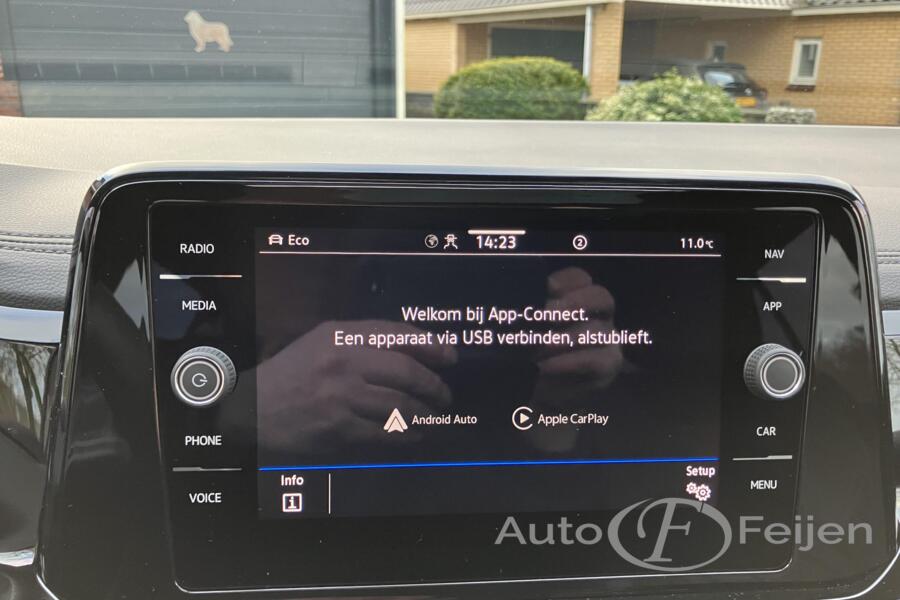 RADIO
MEDIA
PHONE
VOICE
Eco
14:23
2
11.0°C
Welkom bij App-Connect.
Een apparaat via USB verbinden, alstublieft.
Android Auto
Apple CarPlay
Info
i
Setup
NAV
APP
CAR
MENU
Auto F Feijen